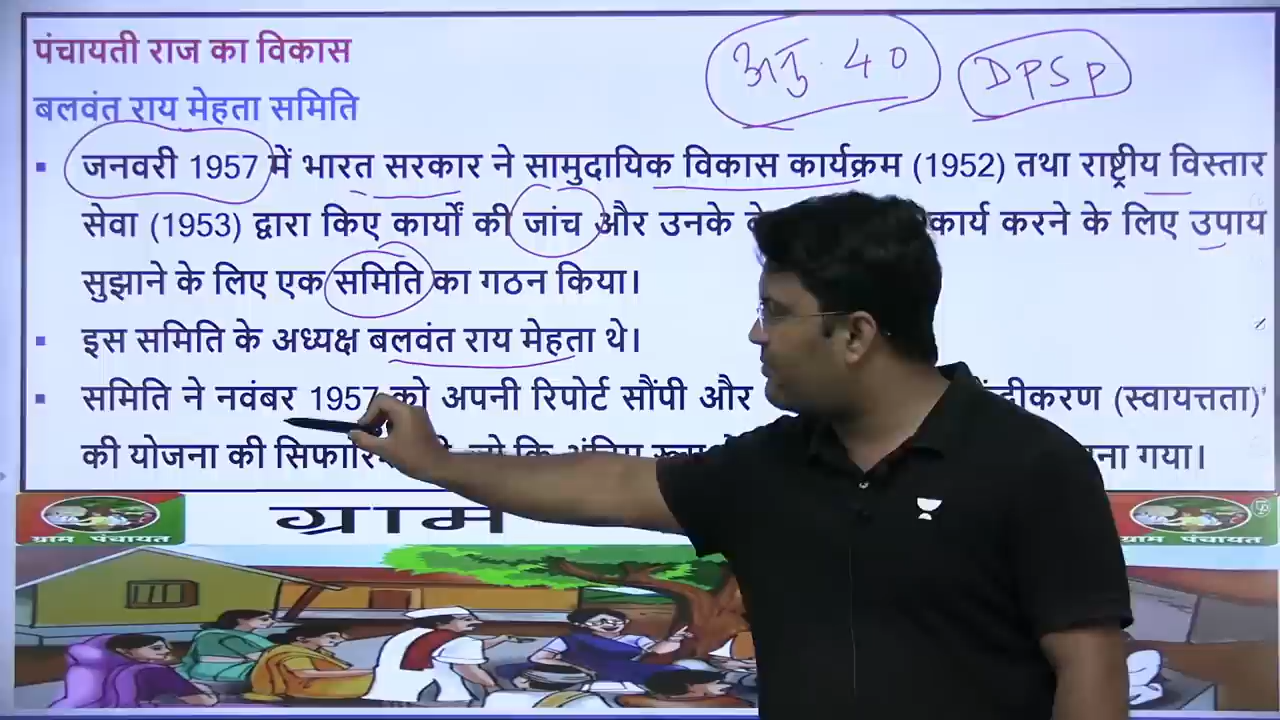 पंचायती राज का विकास
अनु. 40 DPSP
बलवंत राय मेहता समिति
▪ जनवरी 1957 में भारत सरकार ने सामुदायिक विकास कार्यक्रम (1952) तथा राष्ट्रीय विस्तार
सेवा (1953) द्वारा किए कार्यों की जांच और उनके कार्य करने के लिए उपाय
सुझाने के लिए एक समिति का गठन किया।
▪ इस समिति के अध्यक्ष बलवंत राय मेहता थे।
▪ समिति ने नवंबर 1957 को अपनी रिपोर्ट सौंपी और (स्वायत्तता)'
की योजना की कि गया।
ग्राम
ग्राम पंचायत
ग्राम पंचायत